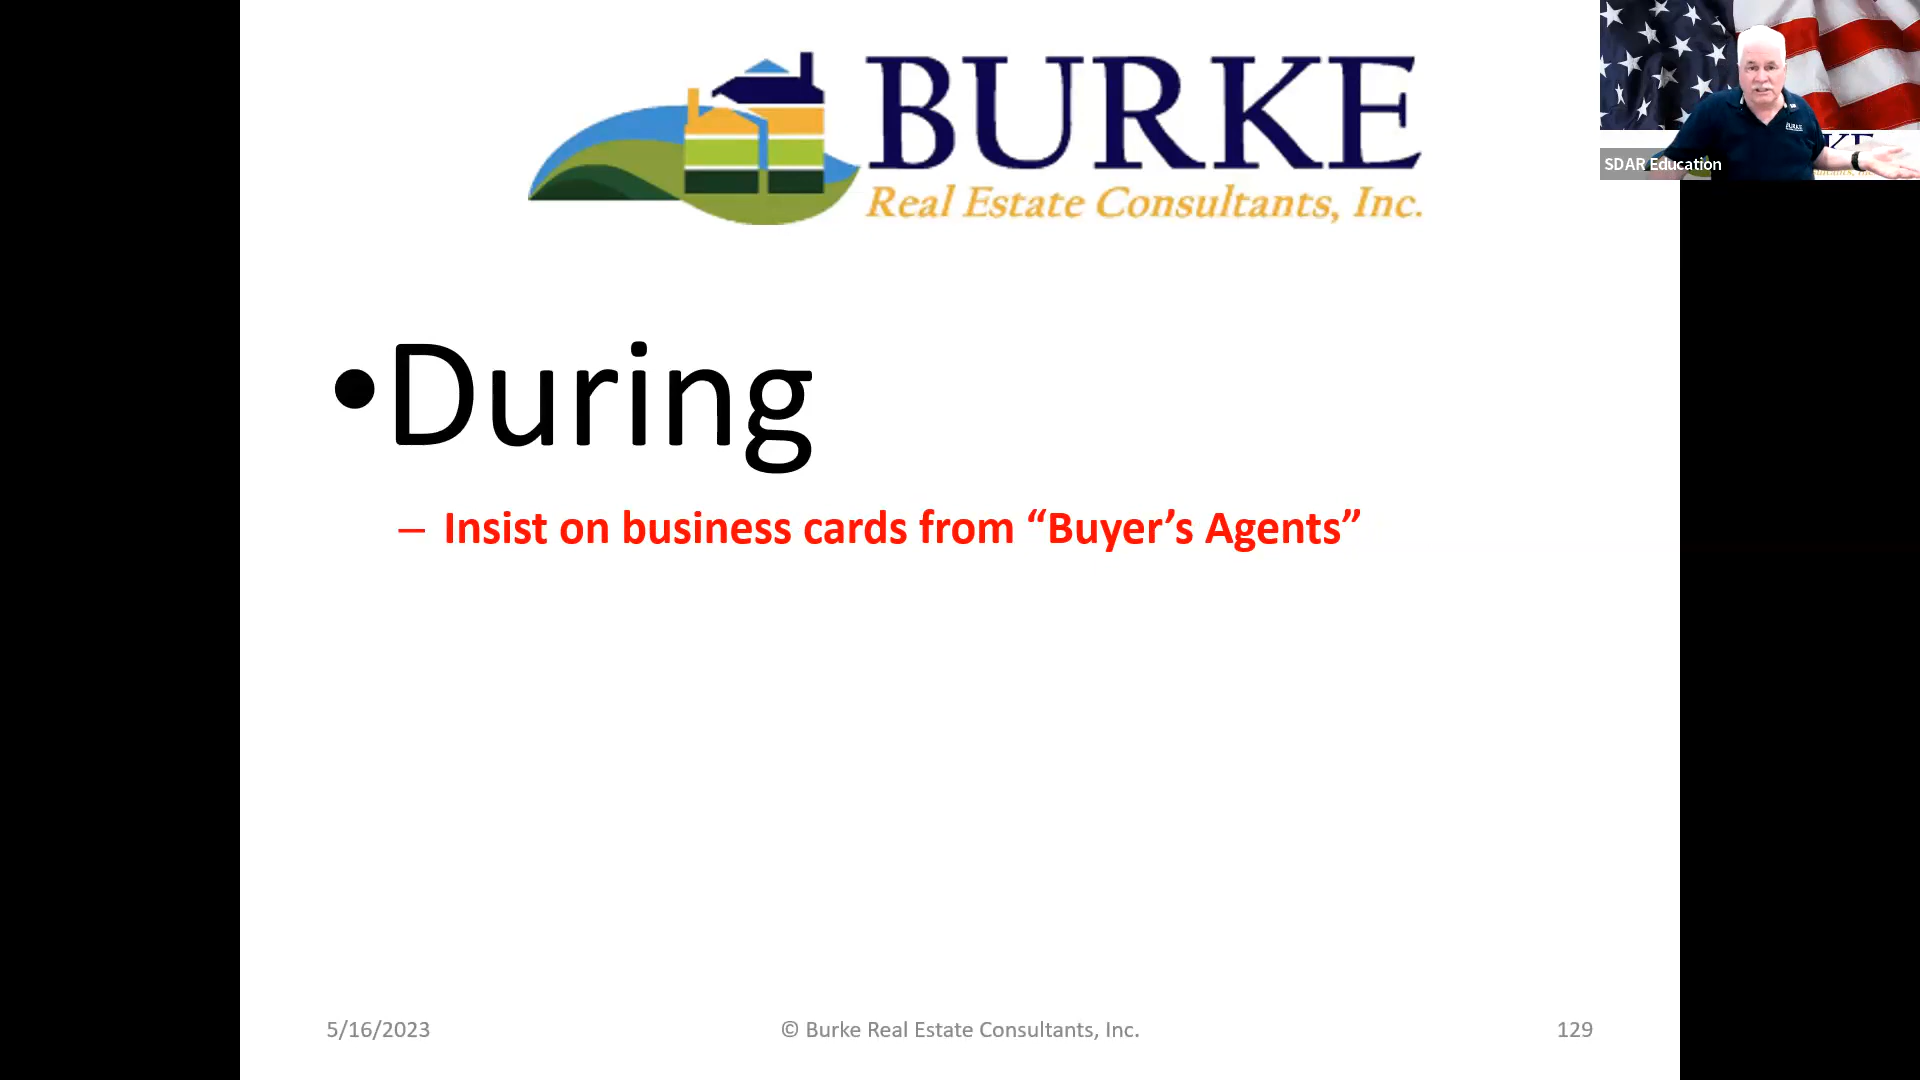 BURKE
Real Estate Consultants, Inc.
BURKE
SDAR Education
•During
– Insist on business cards from “Buyer’s Agents”
5/16/2023
© Burke Real Estate Consultants, Inc.
129